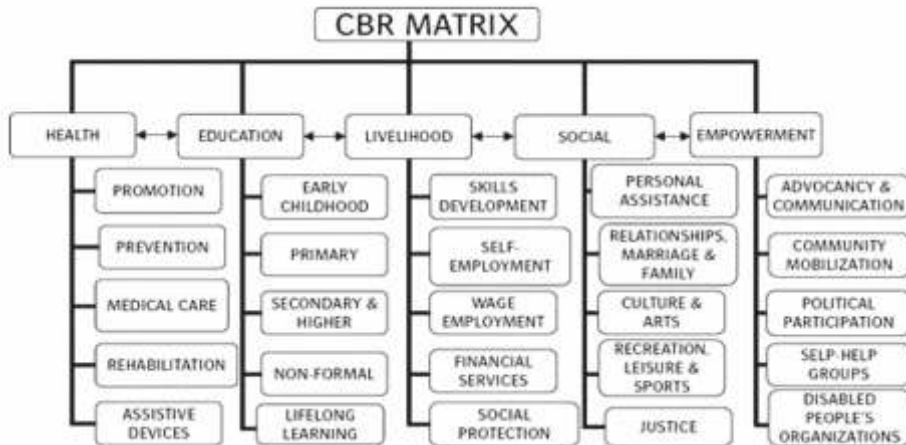 CBR MATRIX
HEALTH
EDUCATION
LIVELIHOOD
SOCIAL
EMPOWERMENT
PROMOTION
PREVENTION
MEDICAL CARE
REHABILITATION
ASSISTIVE
DEVICES
EARLY
CHILDHOOD
PRIMARY
SECONDARY &
HIGHER
NON-FORMAL
LIFELONG
LEARNING
SKILLS
DEVELOPMENT
SELF-
EMPLOYMENT
WAGE
EMPLOYMENT
FINANCIAL
SERVICES
SOCIAL
PROTECTION
PERSONAL
ASSISTANCE
RELATIONSHIPS,
MARRIAGE &
FAMILY
CULTURE &
ARTS
RECREATION,
LEISURE &
SPORTS
JUSTICE
ADVOCANCY &
COMMUNICATION
COMMUNITY
MOBILIZATION
POLITICAL
PARTICIPATION
SELP-HELP
GROUPS
DISABLED
PEOPLE'S
ORGANIZATIONS